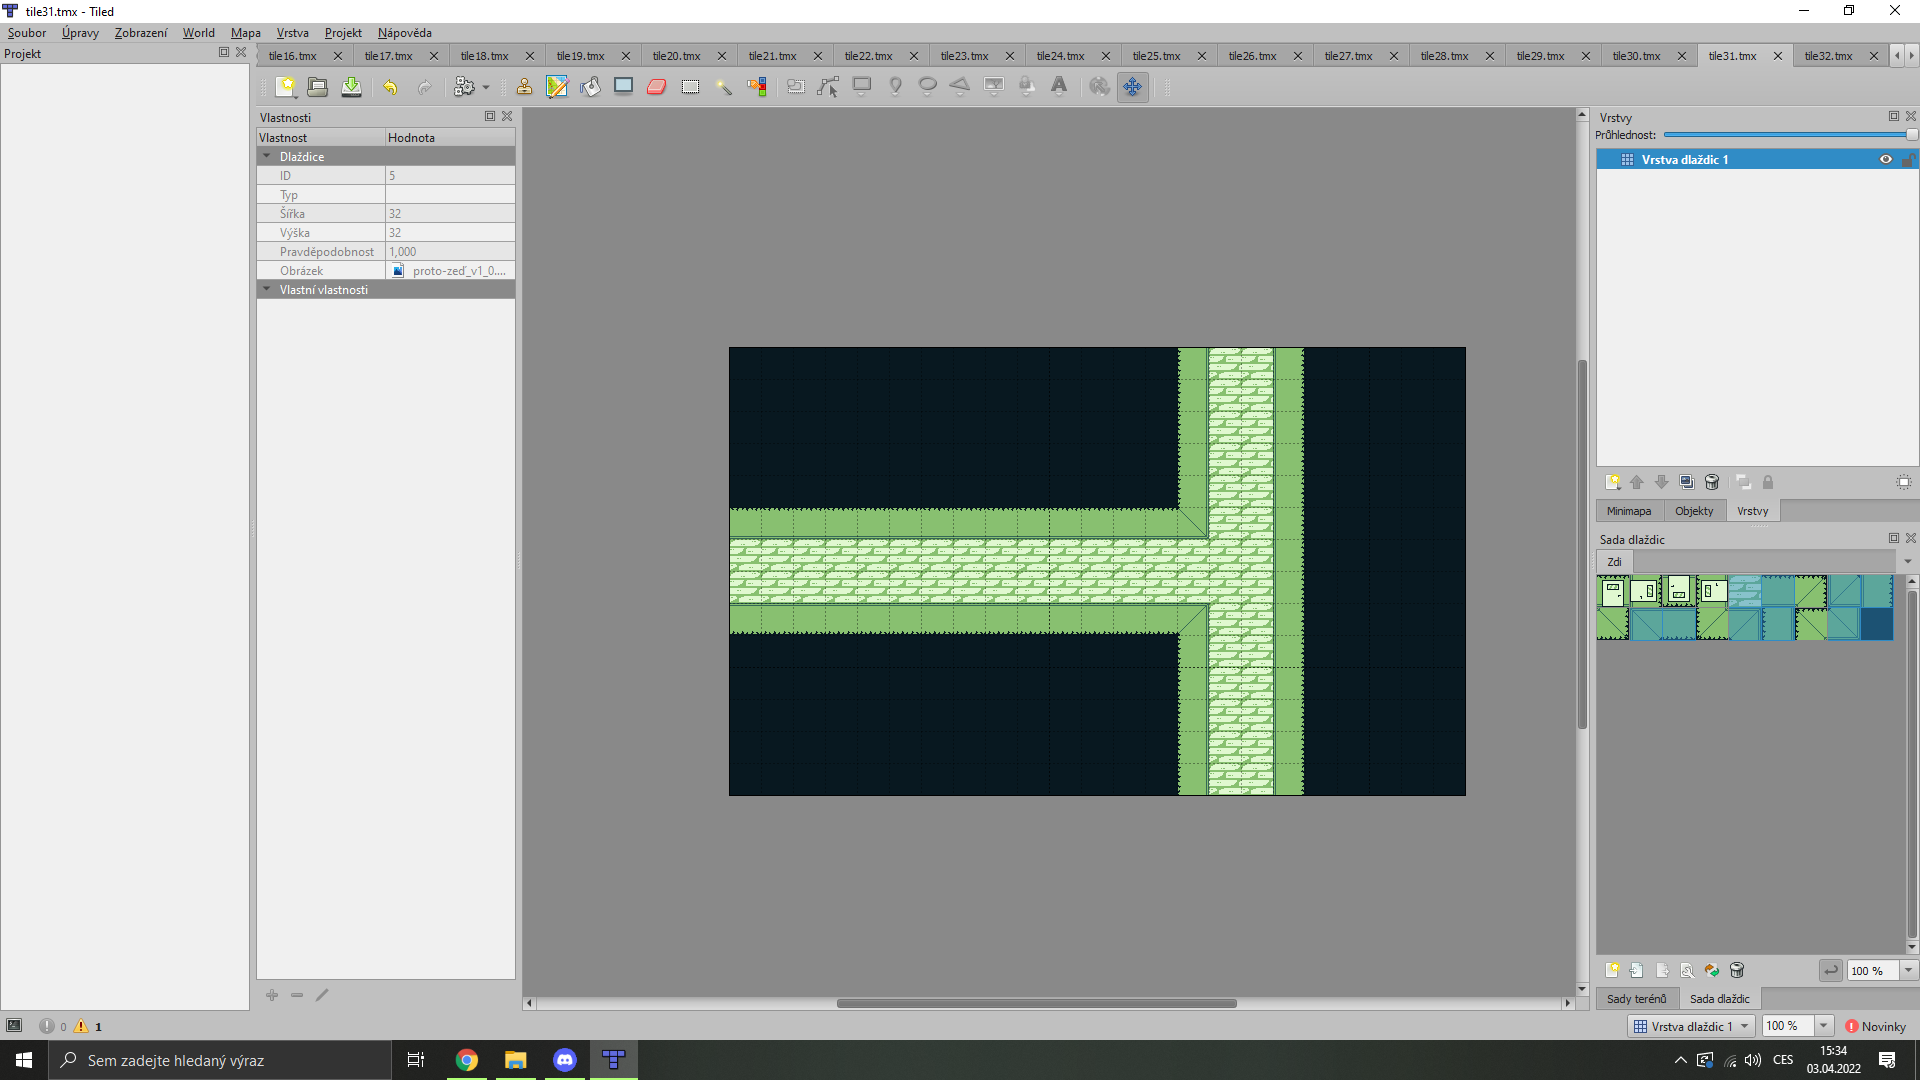 tile31.tmx - Tiled
Soubor Úpravy Zobrazení World Mapa Vrstva Projekt Nápověda
Projekt
tile16.tmx tile17.tmx tile18.tmx tile19.tmx tile20.tmx tile21.tmx tile22.tmx tile23.tmx tile24.tmx tile25.tmx tile26.tmx tile27.tmx tile28.tmx tile29.tmx tile30.tmx tile31.tmx tile32.tmx
Vlastnosti
Vlastnost Hodnota
Dlaždice
ID 5
Typ
Šířka 32
Výška 32
Pravděpodobnost 1,000
Obrázek proto-zeď_v1_0....
Vlastní vlastnosti
Vrstvy
Průhlednost:
Vrstva dlaždic 1
Minimapa Objekty Vrstvy
Sada dlaždic
Zdi
100 %
Sady terénů Sada dlaždic
0 1
Vrstva dlaždic 1 100 % Novinky
Sem zadejte hledaný výraz
CES
15:34
03.04.2022